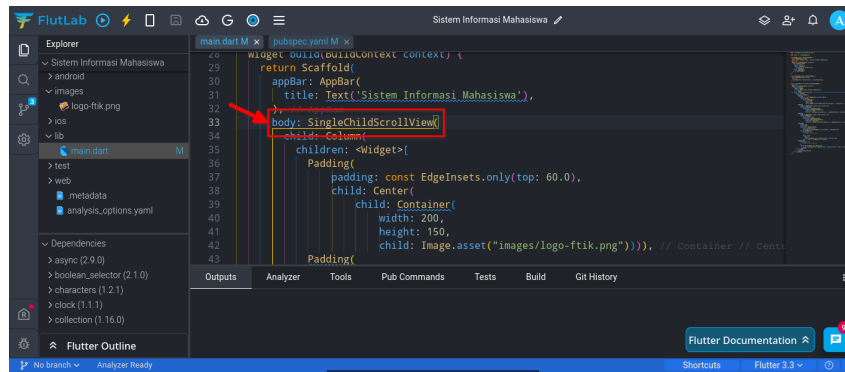 FlutLab
Sistem Informasi Mahasiswa
A
Explorer
Sistem Informasi Mahasiswa
android
images
logo-ftik.png
ios
lib
main.dart M
test
web
.metadata
analysis_options.yaml
Dependencies
async (2.9.0)
boolean_selector (2.1.0)
characters (1.2.1)
clock (1.1.1)
collection (1.16.0)
Flutter Outline
main.dart M x pubspec.yaml M x
28 Widget build(BuildContext context) {
29 return Scaffold(
30 appBar: AppBar(
31 title: Text('Sistem Informasi Mahasiswa'),
32 ), // AppBar
33 body: SingleChildScrollView(
34 child: Column(
35 children: <Widget>[
36 Padding(
37 padding: const EdgeInsets.only(top: 60.0),
38 child: Center(
39 child: Container(
40 width: 200,
41 height: 150,
42 child: Image.asset("images/logo-ftik.png")))), // Container // Cente
43 Padding(
Outputs Analyzer Tools Pub Commands Tests Build Git History
Flutter Documentation
No branch Analyzer Ready Shortcuts Flutter 3.3